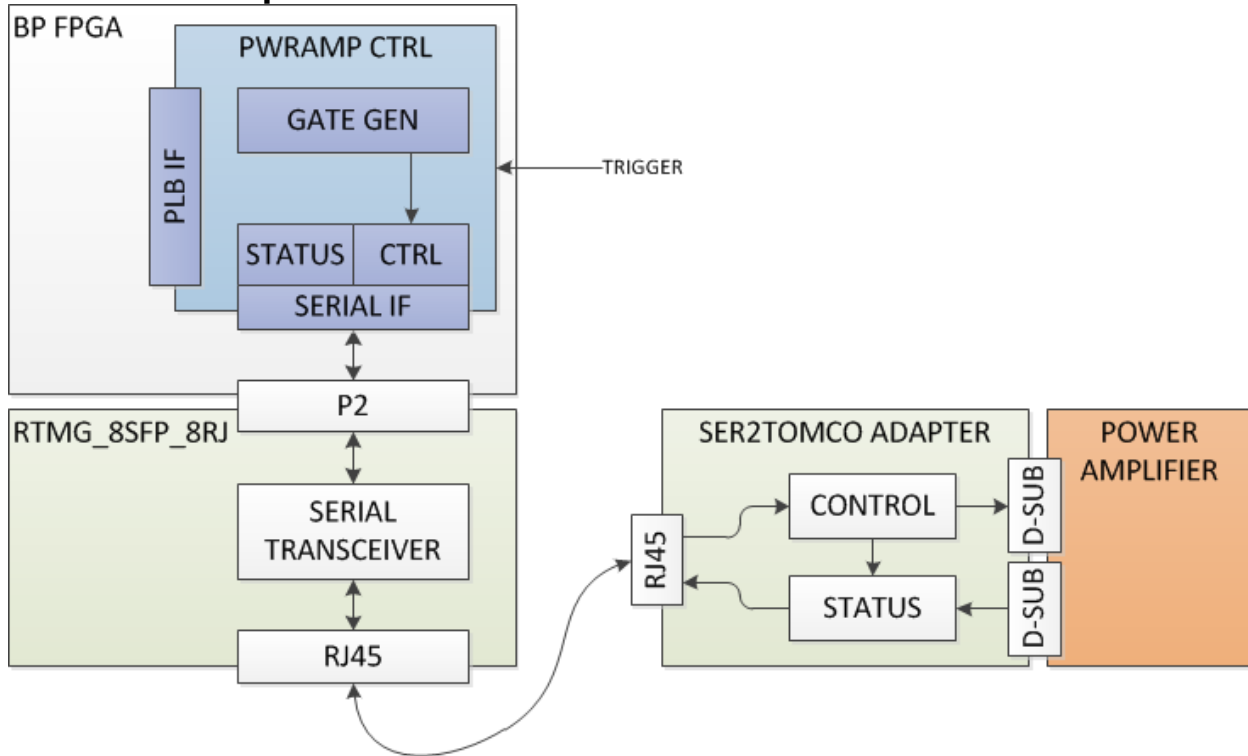 BP FPGA
PWRAMP CTRL
GATE GEN
PLB IF
TRIGGER
STATUS
CTRL
SERIAL IF
P2
RTMG_8SFP_8RJ
SERIAL
TRANSCEIVER
RJ45
SER2TOMCO ADAPTER
RJ45
CONTROL
STATUS
D-SUB
D-SUB
POWER
AMPLIFIER